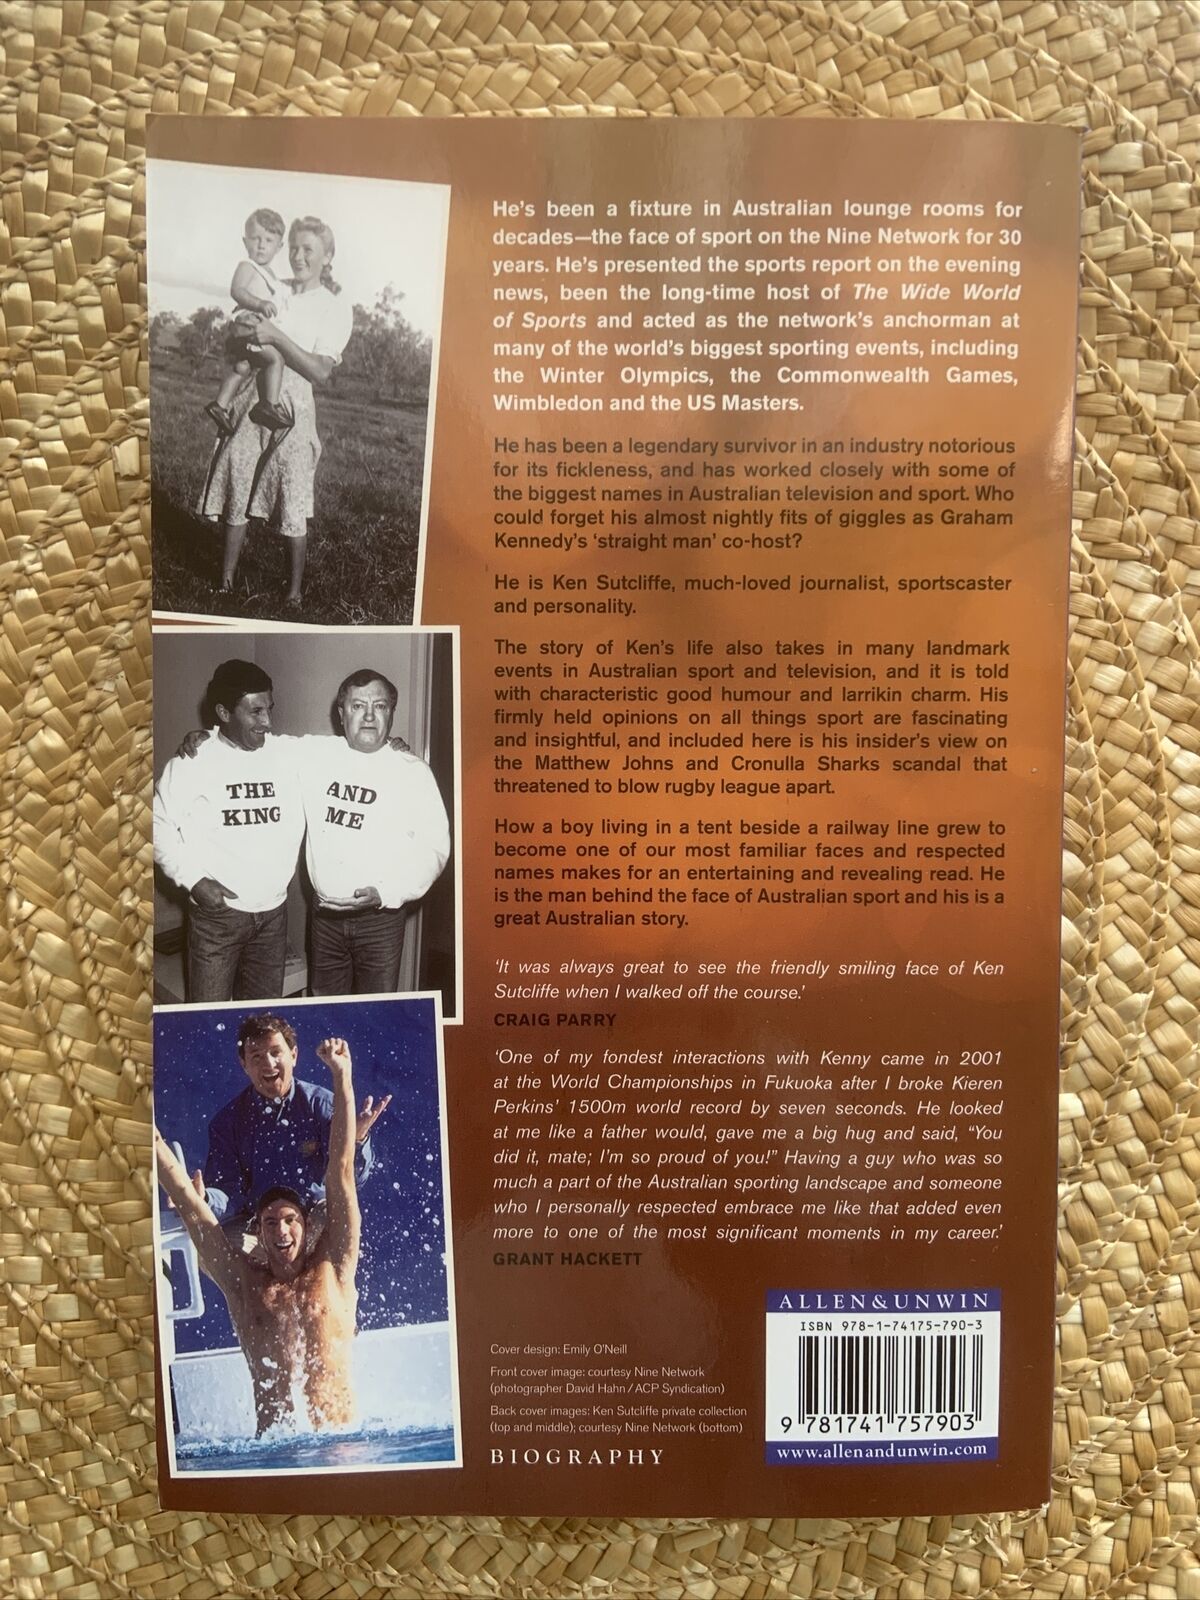 He's been a fixture in Australian lounge rooms for
decades—the face of sport on the Nine Network for 30
years. He's presented the sports report on the evening
news, been the long-time host of The Wide World
of Sports and acted as the network's anchorman at
many of the world's biggest sporting events, including
the Winter Olympics, the Commonwealth Games,
Wimbledon and the US Masters.
He has been a legendary survivor in an industry notorious
for its fickleness, and has worked closely with some of
the biggest names in Australian television and sport. Who
could forget his almost nightly fits of giggles as Graham
Kennedy's 'straight man' co-host?
He is Ken Sutcliffe, much-loved journalist, sportscaster
and personality.
The story of Ken's life also takes in many landmark
events in Australian sport and television, and it is told
with characteristic good humour and larrikin charm. His
firmly held opinions on all things sport are fascinating
and insightful, and included here is his insider's view on
the Matthew Johns and Cronulla Sharks scandal that
threatened to blow rugby league apart.
How a boy living in a tent beside a railway line grew to
become one of our most familiar faces and respected
names makes for an entertaining and revealing read. He
is the man behind the face of Australian sport and his is a
great Australian story.
'It was always great to see the friendly smiling face of Ken
Sutcliffe when I walked off the course.'
CRAIG PARRY
'One of my fondest interactions with Kenny came in 2001
at the World Championships in Fukuoka after I broke Kieren
Perkins' 1500m world record by seven seconds. He looked
at me like a father would, gave me a big hug and said, "You
did it, mate; I'm so proud of you!" Having a guy who was so
much a part of the Australian sporting landscape and someone
who I personally respected embrace me like that added even
more to one of the most significant moments in my career.'
GRANT HACKETT
THE
KING
AND
ME
Cover design: Emily O'Neill
Front cover image: courtesy Nine Network
(photographer David Hahn / ACP Syndication)
Back cover images: Ken Sutcliffe private collection
(top and middle); courtesy Nine Network (bottom)
BIOGRAPHY
ALLEN & UNWIN
ISBN 978-1-74175-790-3
9 781741 757903
www.allenandunwin.com